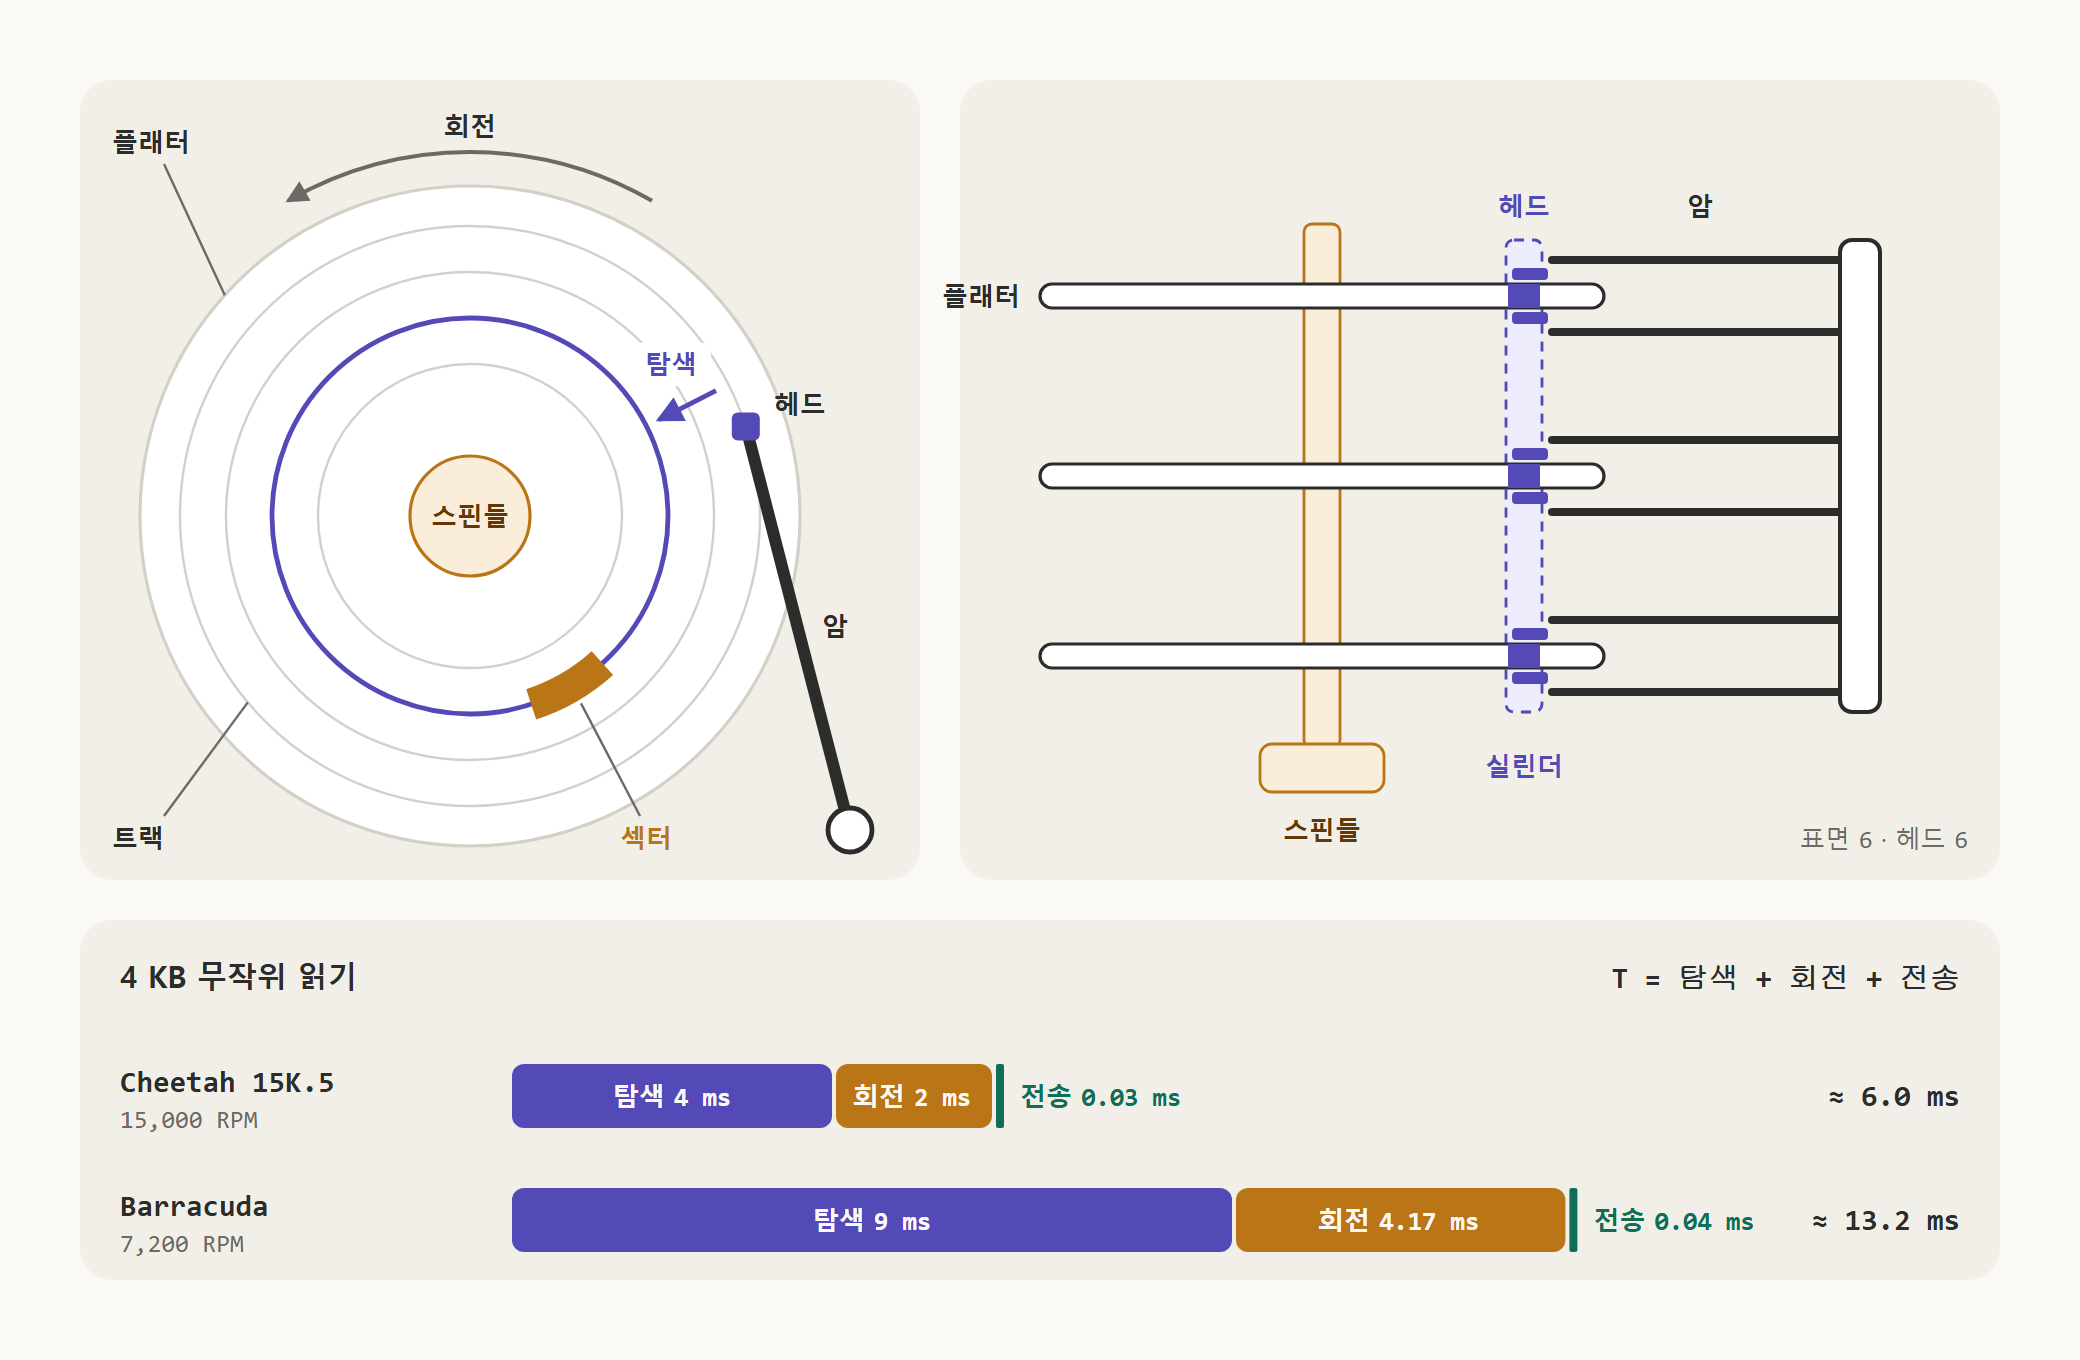 플래터
회전
탐색
헤드
스핀들
암
트랙
섹터
헤드
암
플래터
실린더
스핀들
표면 6 · 헤드 6
4 KB 무작위 읽기
T = 탐색 + 회전 + 전송
Cheetah 15K.5
15,000 RPM
탐색 4 ms
회전 2 ms
전송 0.03 ms
≈ 6.0 ms
Barracuda
7,200 RPM
탐색 9 ms
회전 4.17 ms
전송 0.04 ms
≈ 13.2 ms